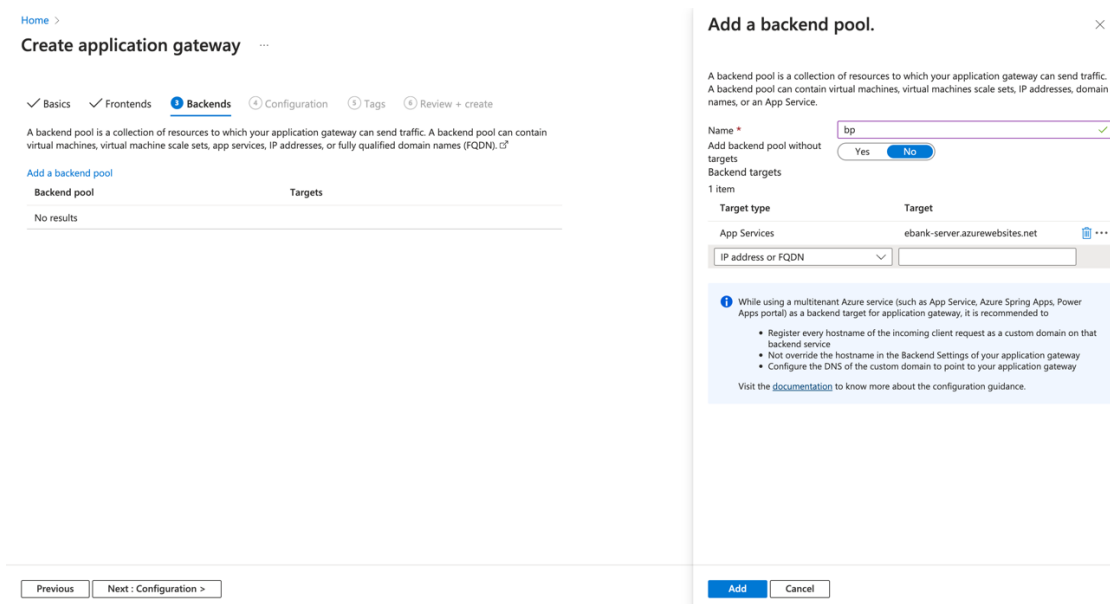 Home >
Create application gateway ...
Basics Frontends 3 Backends 4 Configuration 5 Tags 6 Review + create
A backend pool is a collection of resources to which your application gateway can send traffic. A backend pool can contain
virtual machines, virtual machine scale sets, app services, IP addresses, or fully qualified domain names (FQDN).
Add a backend pool
Backend pool Targets
No results
Previous Next : Configuration >
Add a backend pool.
A backend pool is a collection of resources to which your application gateway can send traffic.
A backend pool can contain virtual machines, virtual machines scale sets, IP addresses, domain
names, or an App Service.
Name * bp
Add backend pool without
targets
Yes No
Backend targets
1 item
Target type Target
App Services ebank-server.azurewebsites.net ...
IP address or FQDN
While using a multitenant Azure service (such as App Service, Azure Spring Apps, Power
Apps portal) as a backend target for application gateway, it is recommended to
• Register every hostname of the incoming client request as a custom domain on that
backend service
• Not override the hostname in the Backend Settings of your application gateway
• Configure the DNS of the custom domain to point to your application gateway
Visit the documentation to know more about the configuration guidance.
Add Cancel